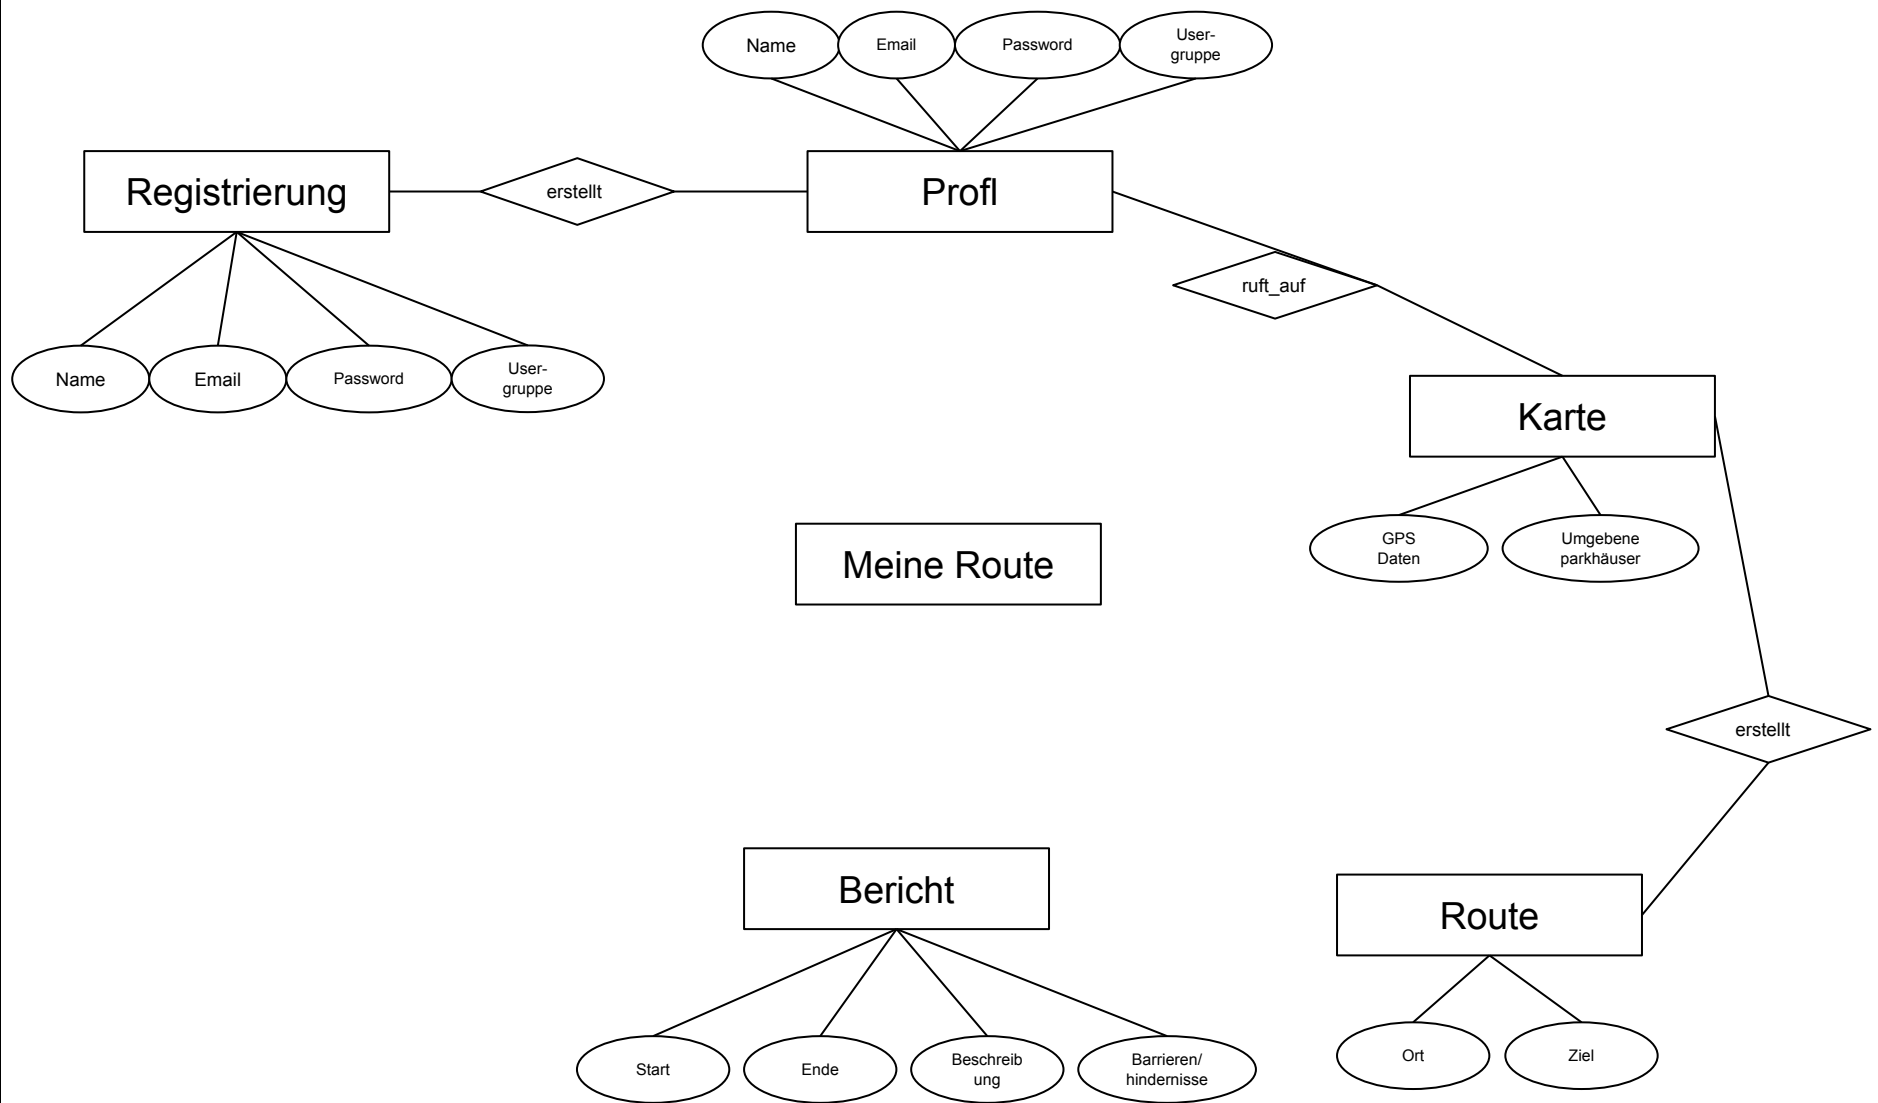 Name
Email
Password
User-
gruppe
Registrierung
erstellt
Profl
ruft_auf
Name
Email
Password
User-
gruppe
Karte
GPS
Daten
Umgebene
parkhäuser
Meine Route
erstellt
Bericht
Route
Start
Ende
Beschreib
ung
Barrieren/
hindernisse
Ort
Ziel